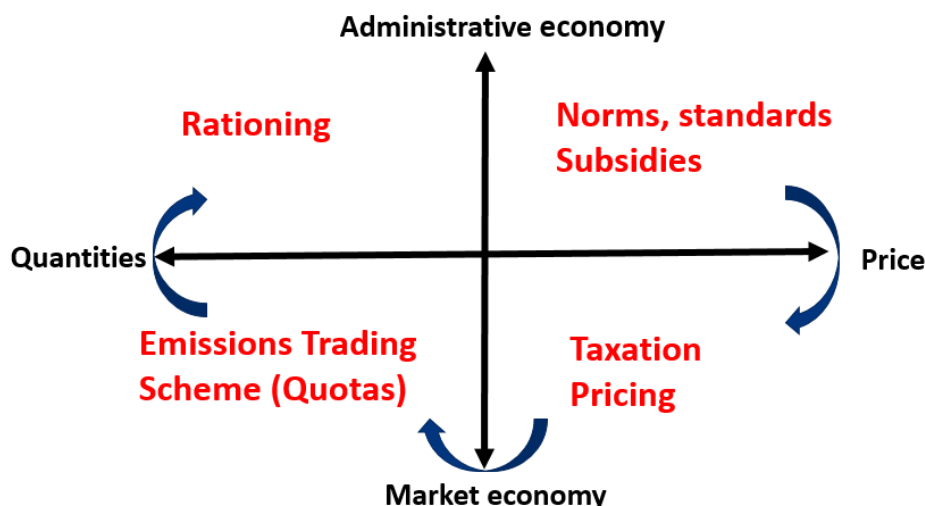 Administrative economy
Rationing
Norms, standards
Subsidies
Quantities
Price
Emissions Trading
Scheme (Quotas)
Taxation
Pricing
Market economy